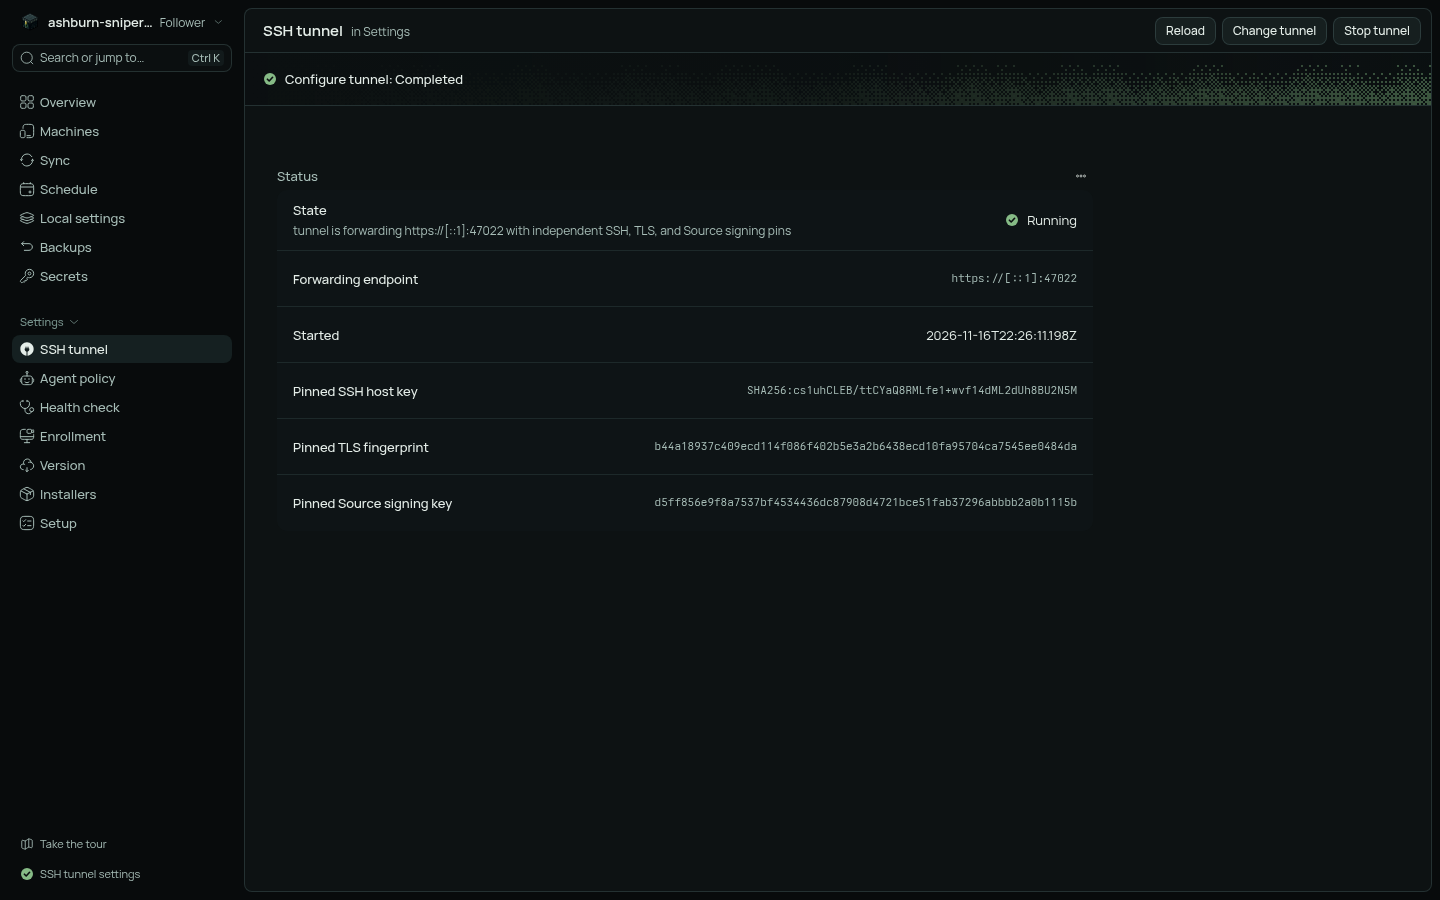 ashburn-sniper... Follower
Search or jump to... Ctrl K
Overview
Machines
Sync
Schedule
Local settings
Backups
Secrets
Settings
SSH tunnel
Agent policy
Health check
Enrollment
Version
Installers
Setup
Take the tour
SSH tunnel settings
SSH tunnel in Settings
Reload Change tunnel Stop tunnel
Configure tunnel: Completed
Status
State
tunnel is forwarding https://[::1]:47022 with independent SSH, TLS, and Source signing pins
Running
Forwarding endpoint https://[::1]:47022
Started 2026-11-16T22:26:11.198Z
Pinned SSH host key SHA256:cs1uhCLEB/ttCYaQ8RMLfe1+wvf14dML2dUh8BU2N5M
Pinned TLS fingerprint b44a18937c409ecd114f086f402b5e3a2b6438ecd10fa95704ca7545ee0484da
Pinned Source signing key d5ff856e9f8a7537bf4534436dc87908d4721bce51fab37296abbbb2a0b1115b